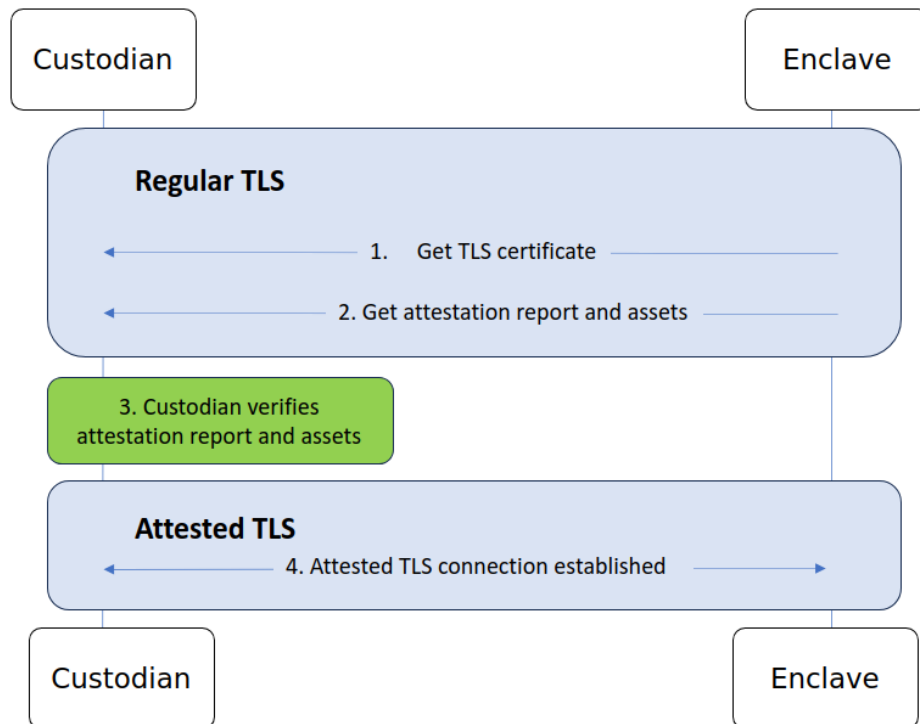 Custodian
Enclave
Regular TLS
1. Get TLS certificate
2. Get attestation report and assets
3. Custodian verifies
attestation report and assets
Attested TLS
4. Attested TLS connection established
Custodian
Enclave